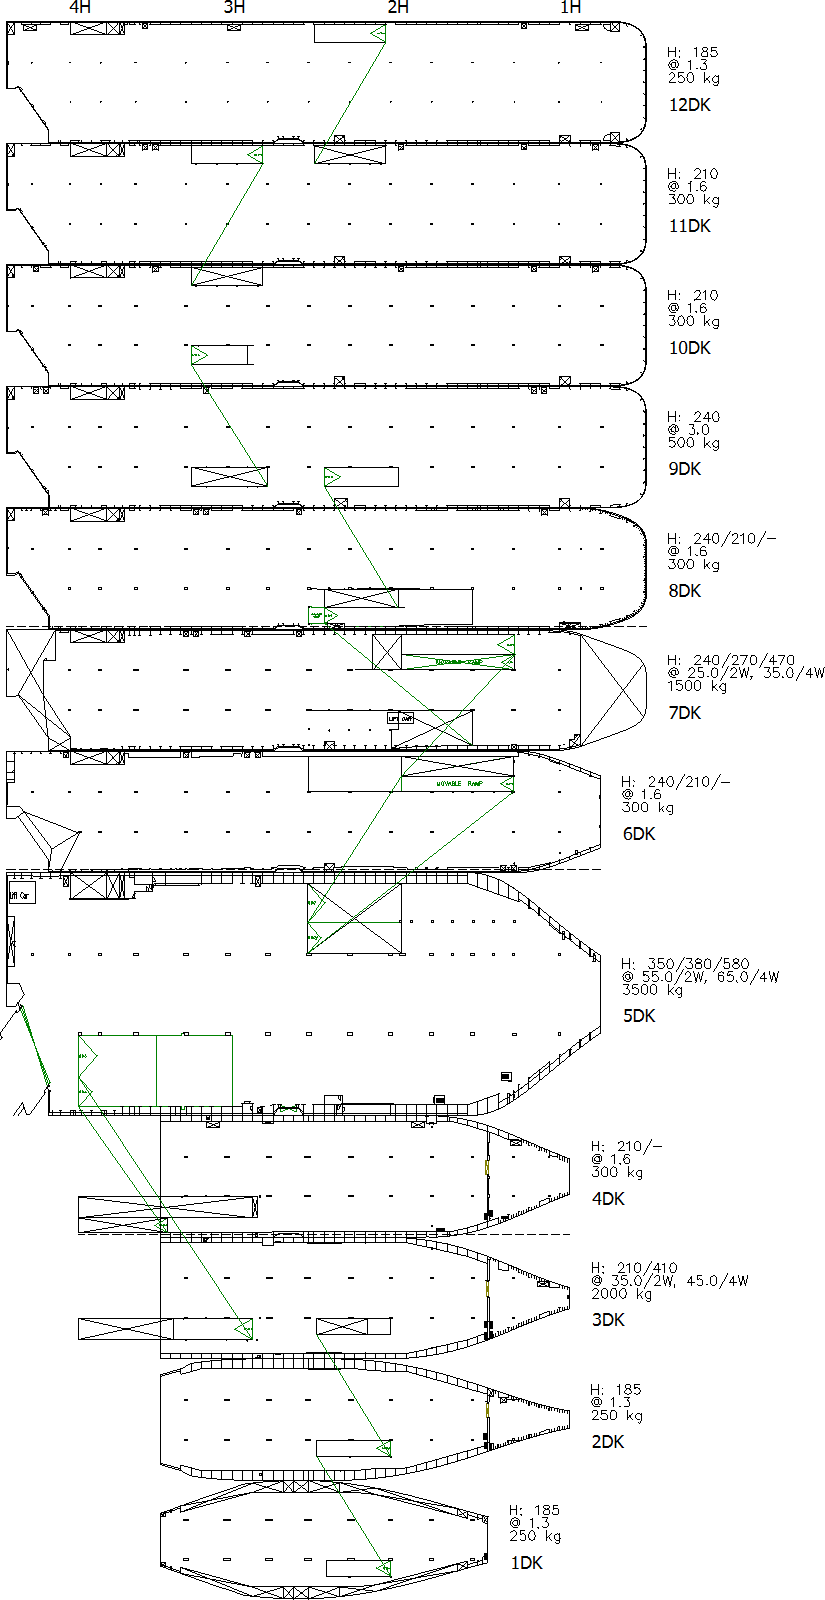 4H 3H 2H 1H
H: 185
@ 1.3
250 kg
12DK
H: 210
@ 1.6
300 kg
11DK
H: 210
@ 1.6
300 kg
10DK
H: 240
@ 3.0
500 kg
9DK
H: 240/210/-
@ 1.6
300 kg
8DK
H: 240/270/470
@ 25.0/2W, 35.0/4W
1500 kg
7DK
MOVABLE RAMP
LIFT CAR
H: 240/210/-
@ 1.6
300 kg
6DK
MOVABLE RAMP
Lift Car
H: 350/380/580
@ 55.0/2W, 65.0/4W
3500 kg
5DK
H: 210/-
@ 1.6
300 kg
4DK
H: 210/410
@ 35.0/2W, 45.0/4W
2000 kg
3DK
H: 185
@ 1.3
250 kg
2DK
H: 185
@ 1.3
250 kg
1DK